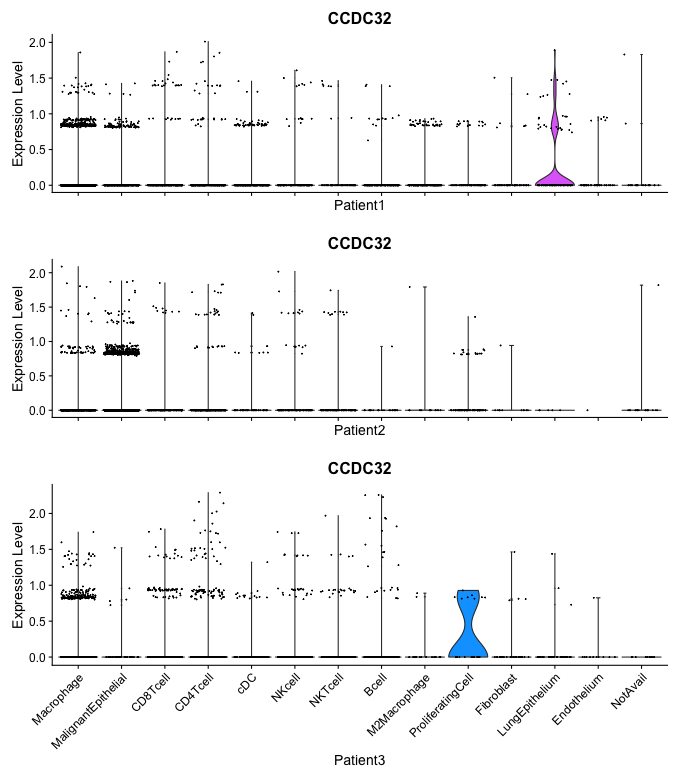 CCDC32
Expression Level
2.0
1.5
1.0
0.5
0.0
Patient1
CCDC32
Expression Level
2.0
1.5
1.0
0.5
0.0
Patient2
CCDC32
Expression Level
2.0
1.5
1.0
0.5
0.0
Macrophage
MalignantEpithelial
CD8Tcell
CD4Tcell
cDC
NKcell
NKTcell
Bcell
M2Macrophage
ProliferatingCell
Fibroblast
LungEpithelium
Endothelium
NotAvail
Patient3